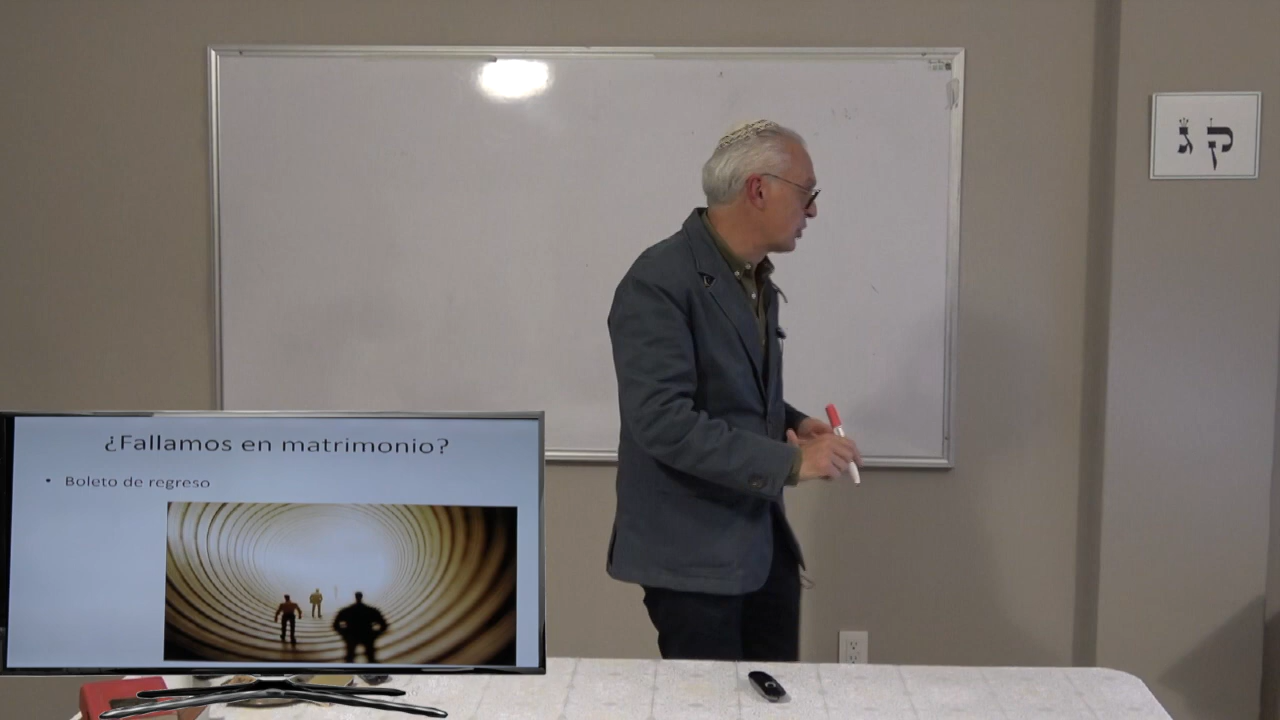 ¿Fallamos en matrimonio?
• Boleto de regreso
ק ג